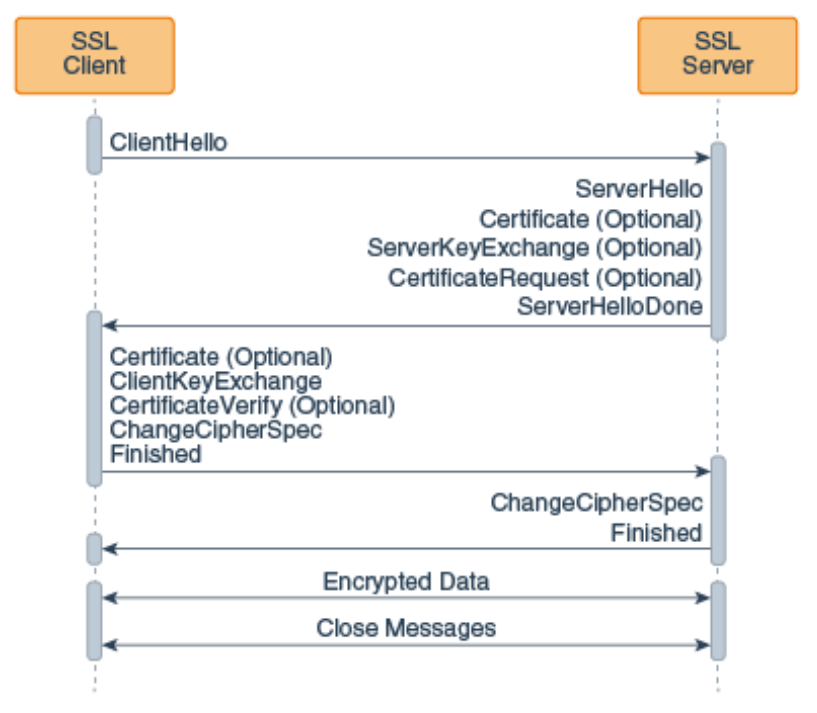 SSL
Client
SSL
Server
ClientHello
ServerHello
Certificate (Optional)
ServerKeyExchange (Optional)
CertificateRequest (Optional)
ServerHelloDone
Certificate (Optional)
ClientKeyExchange
CertificateVerify (Optional)
ChangeCipherSpec
Finished
ChangeCipherSpec
Finished
Encrypted Data
Close Messages